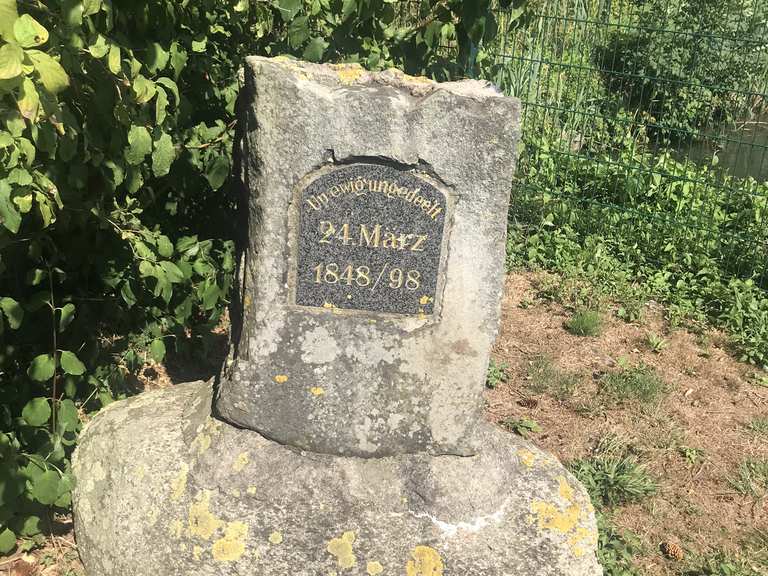 Up ewig ungedeelt
24. März
1848/98